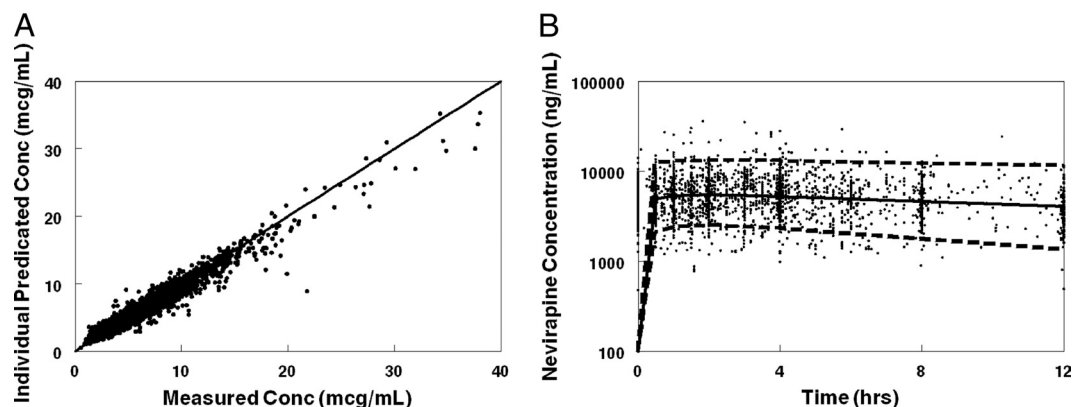 A
Individual Predicated Conc (mcg/mL)
40
30
20
10
0
0 10 20 30 40
Measured Conc (mcg/mL)
B
Nevirapine Concentration (ng/mL)
100000
10000
1000
100
0 4 8 12
Time (hrs)